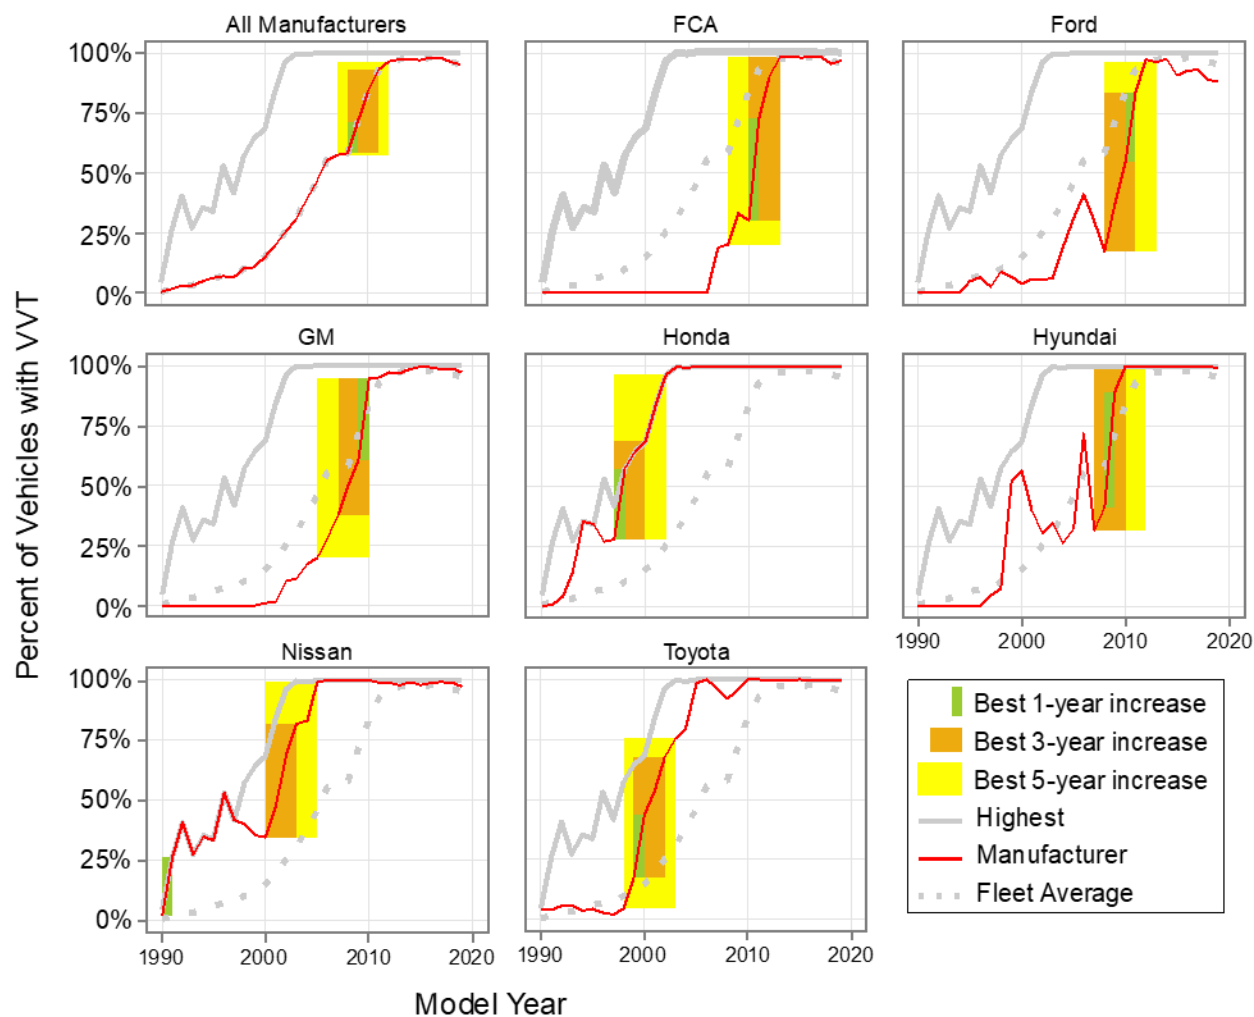 All Manufacturers
FCA
Ford
100%
75%
50%
25%
0%
GM
Honda
Hyundai
100%
75%
50%
25%
0%
1990
2000
2010
2020
Nissan
Toyota
100%
75%
50%
25%
0%
1990
2000
2010
2020
1990
2000
2010
2020
Best 1-year increase
Best 3-year increase
Best 5-year increase
Highest
Manufacturer
Fleet Average
Percent of Vehicles with VVT
Model Year